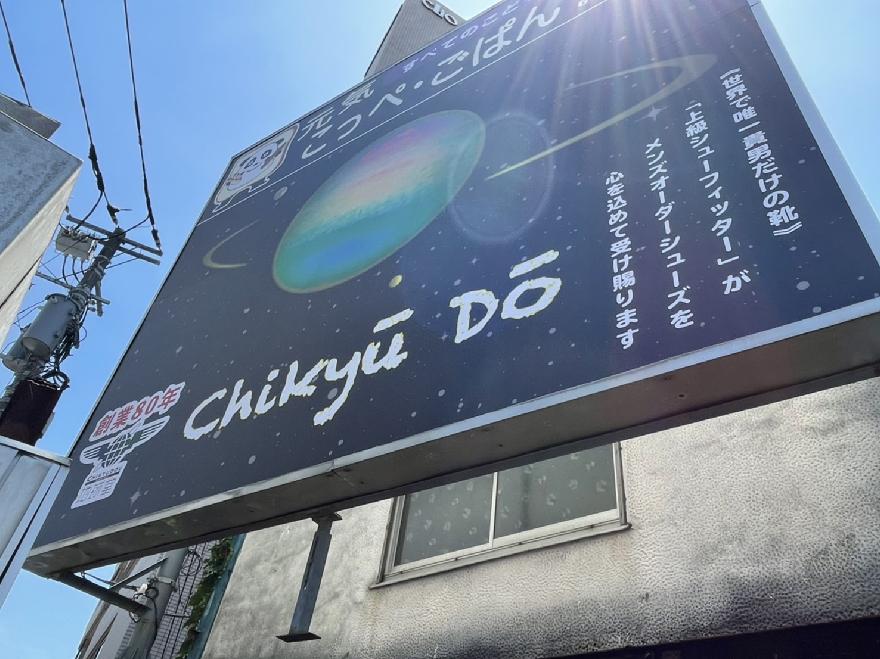 すべてのこと
元気
こっぺ・ごぱん
《世界で唯一貴男だけの靴》
「上級シューフィッター」が
メンズオーダーシューズを
心を込めて受け賜ります
Chikyū Dō
創業80年